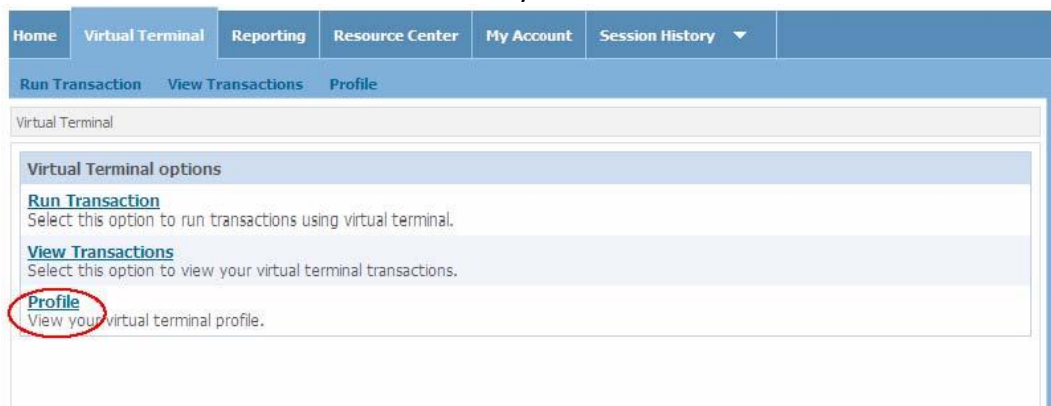 Home Virtual Terminal Reporting Resource Center My Account Session History
Run Transaction View Transactions Profile
Virtual Terminal
Virtual Terminal options
Run Transaction
Select this option to run transactions using virtual terminal.
View Transactions
Select this option to view your virtual terminal transactions.
Profile
View your virtual terminal profile.